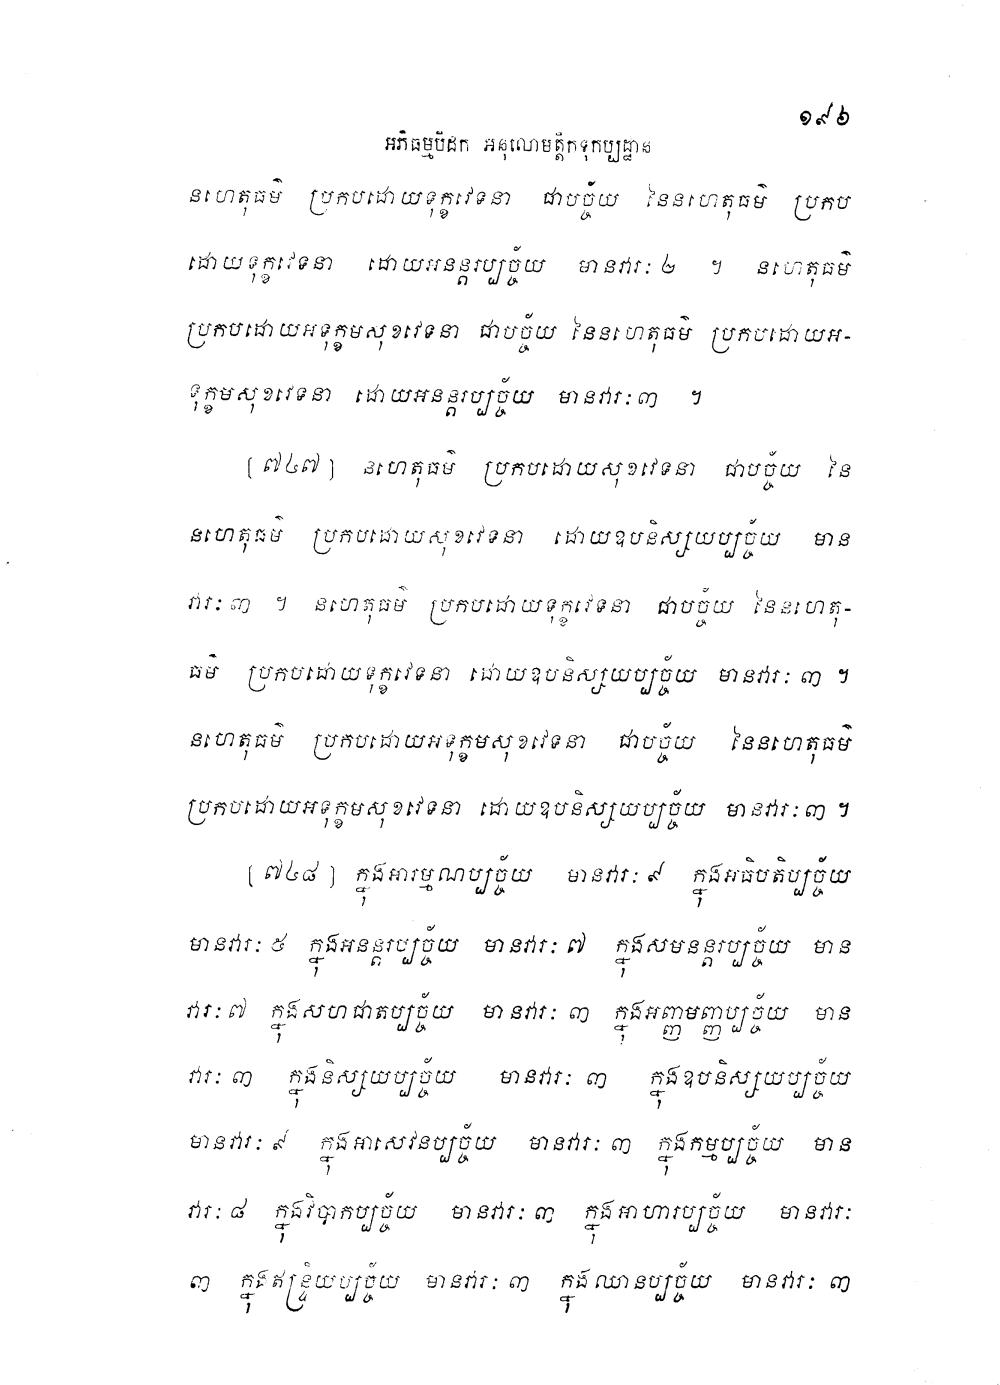 ១៩៦
អភិធម្មបិដក អនុលោមត្តិកទុកប្បដ្ឋាន
នហេតុធម៌ ប្រកបដោយទុក្ខវេទនា ជាបច្ច័យ នៃនហេតុធម៌ ប្រកប
ដោយទុក្ខវេទនា ដោយអនន្តរប្បច្ច័យ មានវារៈ ២ ។ នហេតុធម៌
ប្រកបដោយអទុក្ខមសុខវេទនា ជាបច្ច័យ នៃនហេតុធម៌ ប្រកបដោយអ-
ទុក្ខមសុខវេទនា ដោយអនន្តរប្បច្ច័យ មានវារៈ ៣ ។
[៧៤៧] នហេតុធម៌ ប្រកបដោយសុខវេទនា ជាបច្ច័យ នៃ
នហេតុធម៌ ប្រកបដោយសុខវេទនា ដោយឧបនិស្សយប្បច្ច័យ មាន
វារៈ ៣ ។ នហេតុធម៌ ប្រកបដោយទុក្ខវេទនា ជាបច្ច័យ នៃនហេតុ-
ធម៌ ប្រកបដោយទុក្ខវេទនា ដោយឧបនិស្សយប្បច្ច័យ មានវារៈ ៣ ។
នហេតុធម៌ ប្រកបដោយអទុក្ខមសុខវេទនា ជាបច្ច័យ នៃនហេតុធម៌
ប្រកបដោយអទុក្ខមសុខវេទនា ដោយឧបនិស្សយប្បច្ច័យ មានវារៈ ៣ ។
[៧៤៨] ក្នុងអារម្មណប្បច្ច័យ មានវារៈ ៩ ក្នុងអធិបតិប្បច្ច័យ
មានវារៈ ៥ ក្នុងអនន្តរប្បច្ច័យ មានវារៈ ៧ ក្នុងសមនន្តរប្បច្ច័យ មាន
វារៈ ៧ ក្នុងសហជាតប្បច្ច័យ មានវារៈ ៣ ក្នុងអញ្ញមញ្ញប្បច្ច័យ មាន
វារៈ ៣ ក្នុងនិស្សយប្បច្ច័យ មានវារៈ ៣ ក្នុងឧបនិស្សយប្បច្ច័យ
មានវារៈ ៩ ក្នុងអាសេវនប្បច្ច័យ មានវារៈ ៣ ក្នុងកម្មប្បច្ច័យ មាន
វារៈ ៨ ក្នុងវិបាកប្បច្ច័យ មានវារៈ ៣ ក្នុងអាហារប្បច្ច័យ មានវារៈ
៣ ក្នុងឥន្ទ្រិយប្បច្ច័យ មានវារៈ ៣ ក្នុងឈានប្បច្ច័យ មានវារៈ ៣